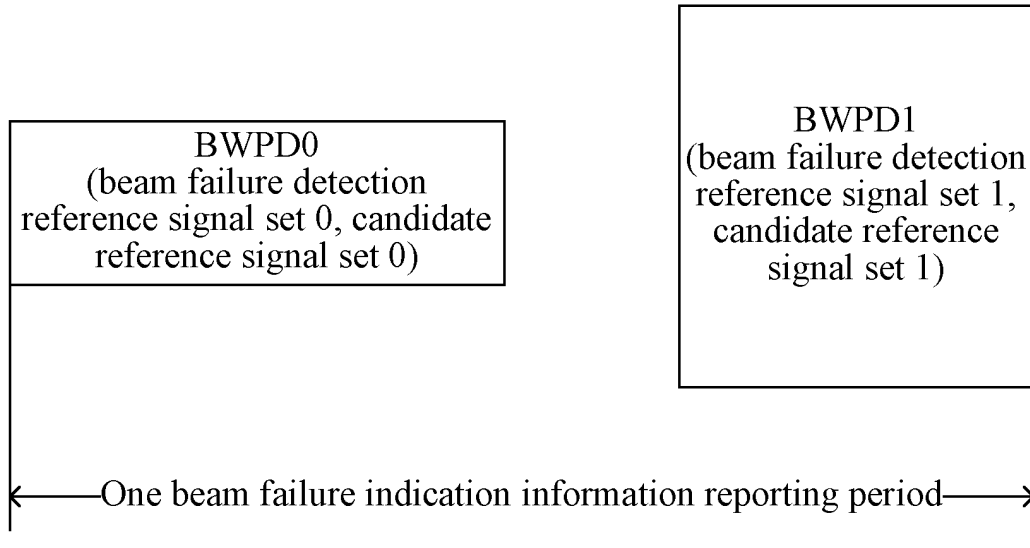 BWPD0
(beam failure detection
reference signal set 0, candidate
reference signal set 0)
BWPD1
(beam failure detection
reference signal set 1,
candidate reference
signal set 1)
One beam failure indication information reporting period